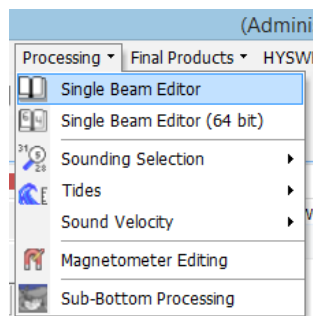 (Admini
Processing Final Products HYSW
Single Beam Editor
Single Beam Editor (64 bit)
Sounding Selection
Tides
Sound Velocity
Magnetometer Editing
Sub-Bottom Processing